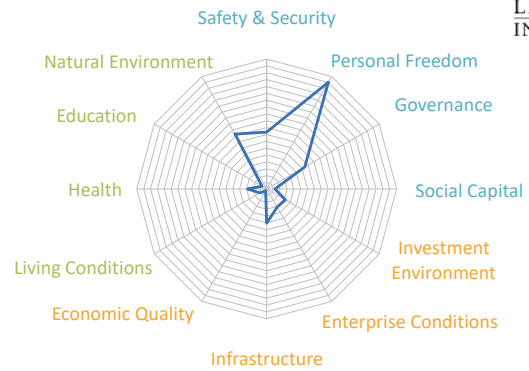 Safety & Security
Natural Environment
Personal Freedom
Education
Governance
Health
Social Capital
Living Conditions
Investment
Environment
Economic Quality
Enterprise Conditions
Infrastructure